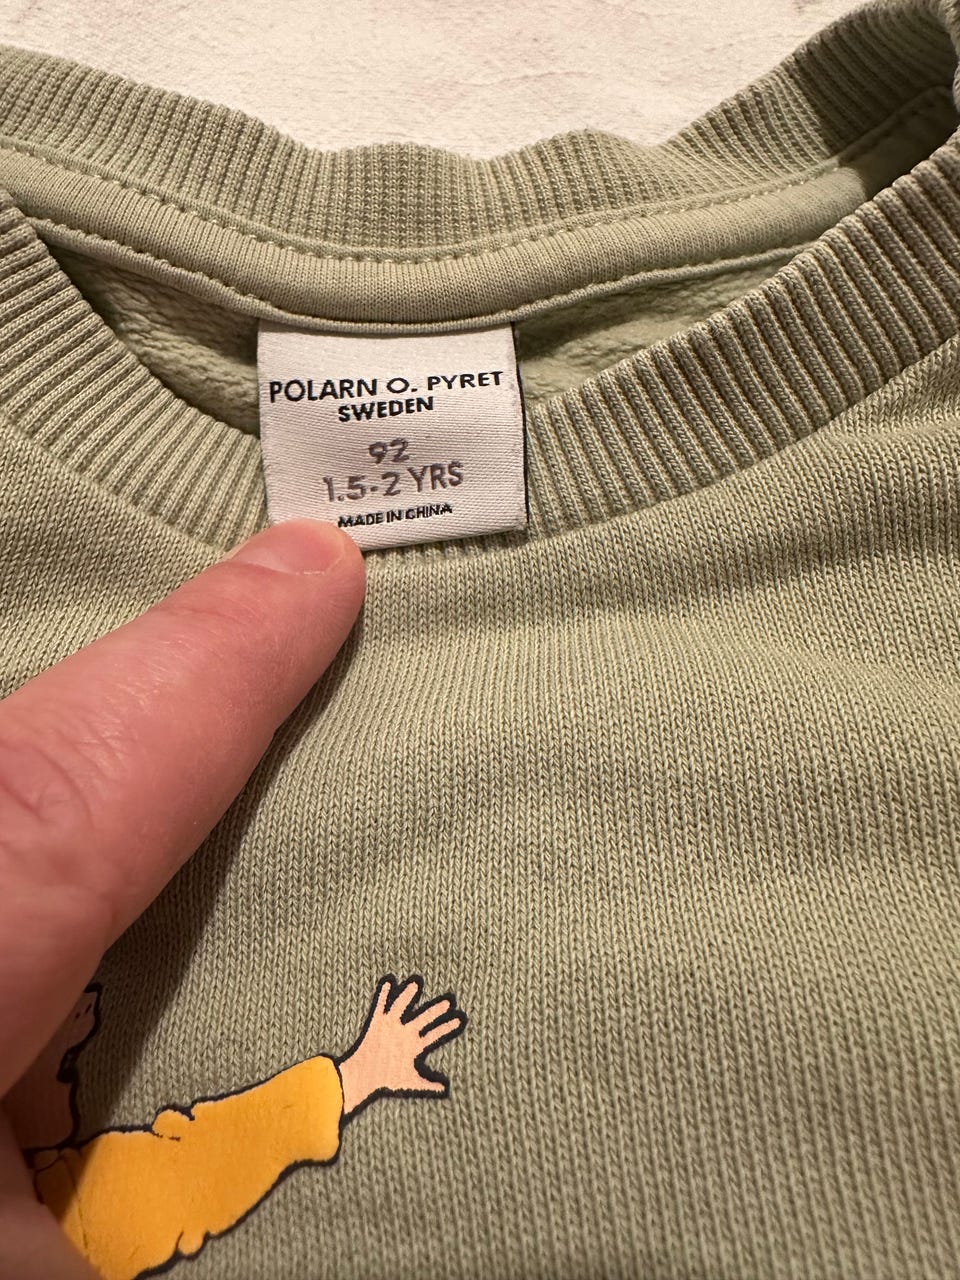 POLARN O. PYRET
SWEDEN
92
1.5-2 YRS
MADE IN CHINA